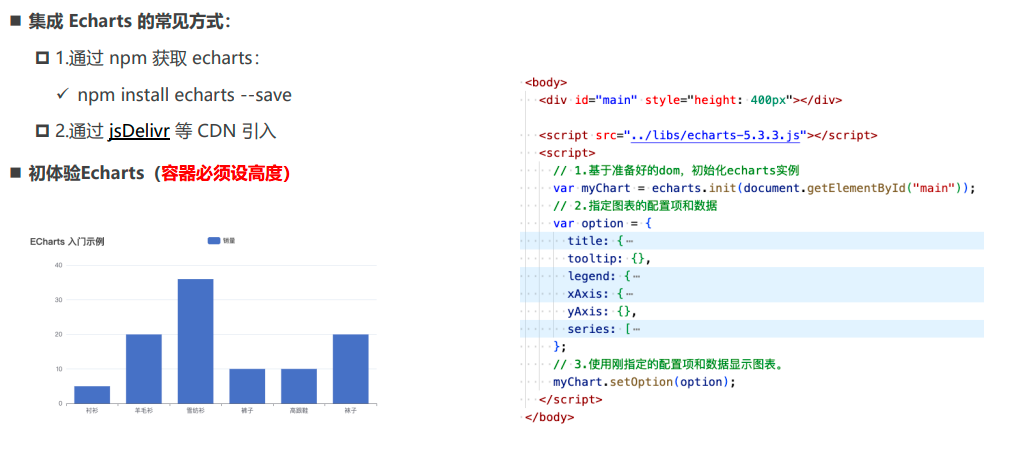 集成 Echarts 的常见方式：
1.通过 npm 获取 echarts：
npm install echarts --save
2.通过 jsDelivr 等 CDN 引入
初体验Echarts（容器必须设高度）
ECharts 入门示例
销量
40
30
20
10
0
衬衫 羊毛衫 雪纺衫 裤子 高跟鞋 袜子
<body>
<div id="main" style="height: 400px"></div>
<script src="../libs/echarts-5.3.3.js"></script>
<script>
// 1.基于准备好的dom，初始化echarts实例
var myChart = echarts.init(document.getElementById("main"));
// 2.指定图表的配置项和数据
var option = {
title: {⋯
tooltip: {},
legend: {⋯
xAxis: {⋯
yAxis: {},
series: [⋯
};
// 3.使用刚指定的配置项和数据显示图表。
myChart.setOption(option);
</script>
</body>